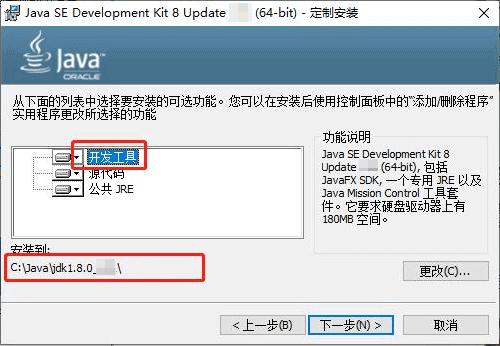 Java SE Development Kit 8 Update (64-bit) - 定制安装
Java
ORACLE
从下面的列表中选择要安装的可选功能。您可以在安装后使用控制面板中的“添加/删除程序”
实用程序更改所选择的功能
开发工具
源代码
公共 JRE
功能说明
Java SE Development Kit 8
Update (64-bit), 包括
JavaFX SDK, 一个专用 JRE 以及
Java Mission Control 工具套
件。它要求硬盘驱动器上有
180MB 空间。
安装到:
C:\Java\jdk1.8.0_\
更改(C)...
< 上一步(B)
下一步(N) >
取消